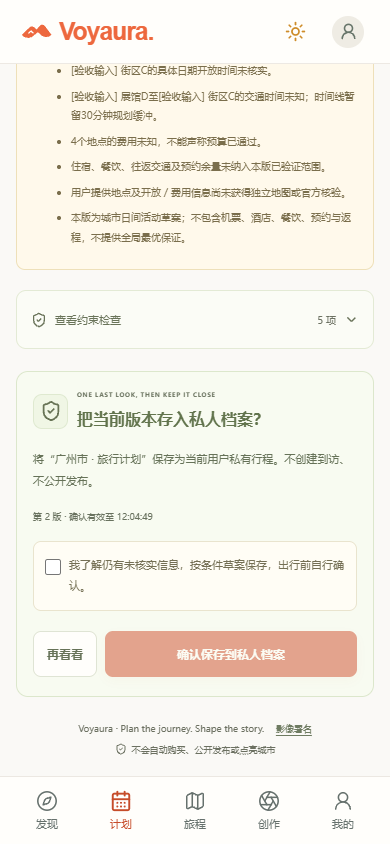 Voyaura.
[验收输入] 街区C的具体日期开放时间未核实。
[验收输入] 展馆D至[验收输入] 街区C的交通时间未知；时间线暂
留30分钟规划缓冲。
4个地点的费用未知，不能声称预算已通过。
住宿、餐饮、往返交通及预约余量未纳入本版已验证范围。
用户提供地点及开放 / 费用信息尚未获得独立地图或官方核验。
本版为城市日间活动草案；不包含机票、酒店、餐饮、预约与返
程，不提供全局最优保证。
查看约束检查
5 项
ONE LAST LOOK, THEN KEEP IT CLOSE
把当前版本存入私人档案？
将“广州市 · 旅行计划”保存为当前用户私有行程。不创建到访、
不公开发布。
第 2 版 · 确认有效至 12:04:49
我了解仍有未核实信息，按条件草案保存，出行前自行确
认。
再看看
确认保存到私人档案
Voyaura · Plan the journey. Shape the story. 影像署名
不会自动购买、公开发布或点亮城市
发现
计划
旅程
创作
我的